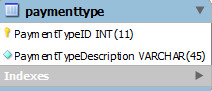 paymenttype
PaymentTypeID INT(11)
PaymentTypeDescription VARCHAR(45)
Indexes